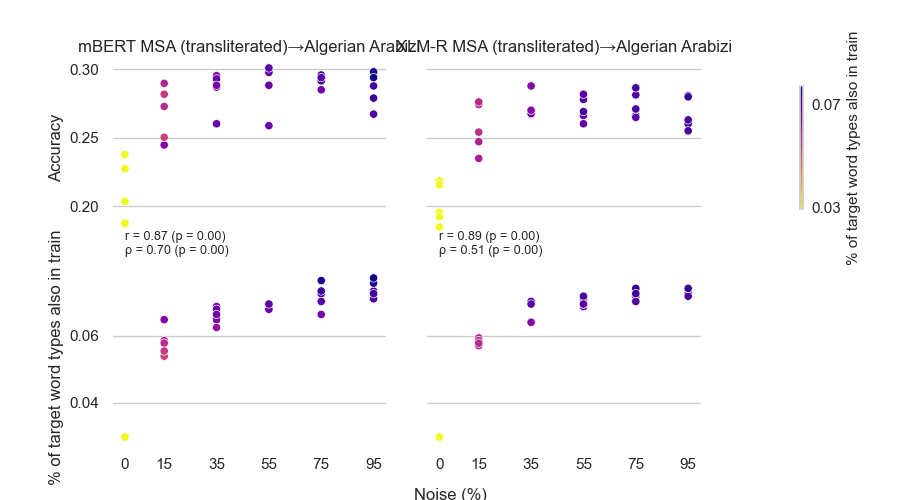 mBERT MSA (transliterated)→Algerian Arabizi
XLM-R MSA (transliterated)→Algerian Arabizi
0.30
0.25
0.20
Accuracy
r = 0.87 (p = 0.00)
ρ = 0.70 (p = 0.00)
r = 0.89 (p = 0.00)
ρ = 0.51 (p = 0.00)
0.07
0.03
% of target word types also in train
0.06
0.04
% of target word types also in train
0 15 35 55 75 95
0 15 35 55 75 95
Noise (%)